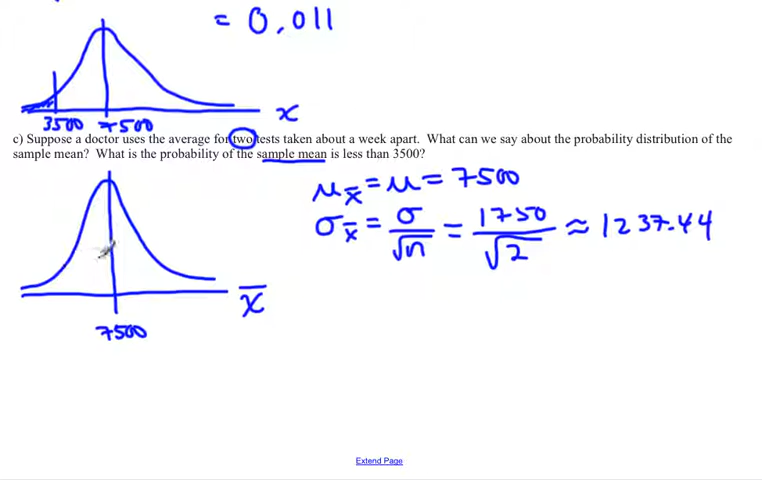 = 0.011
x
3500 7500
c) Suppose a doctor uses the average for two tests taken about a week apart. What can we say about the probability distribution of the
sample mean? What is the probability of the sample mean is less than 3500?
μx̄ = μ = 7500
σx̄ = σ/√n = 1750/√2 ≈ 1237.44
x̄
7500
Extend Page